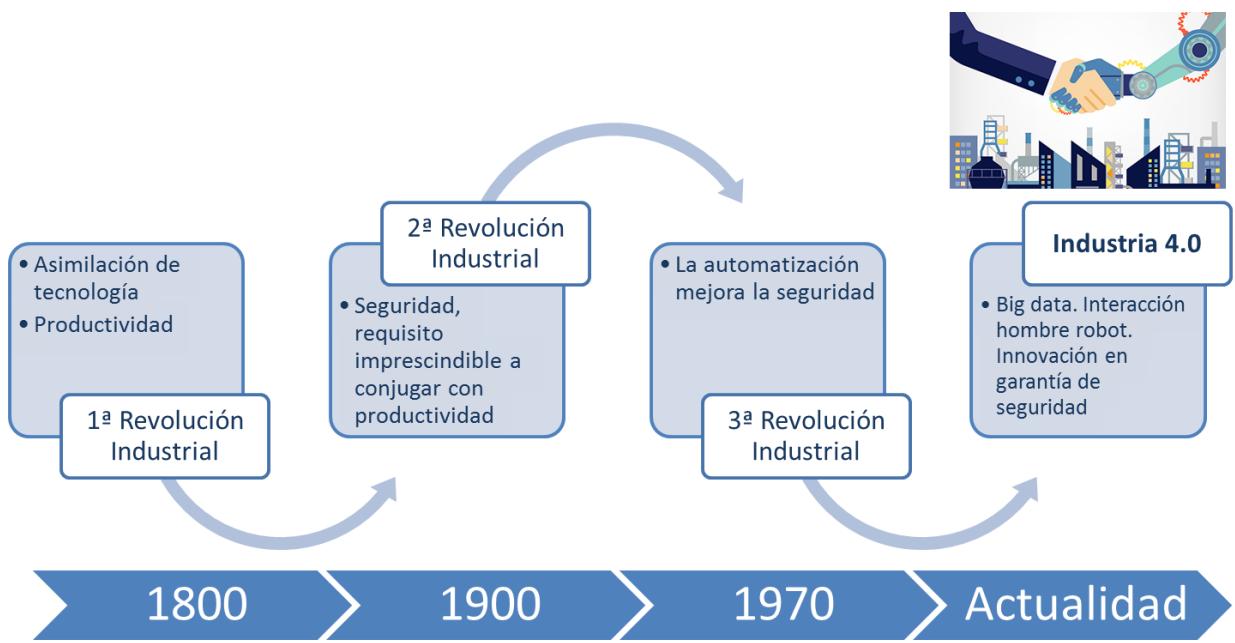 • Asimilación de
tecnología
• Productividad
1ª Revolución
Industrial
2ª Revolución
Industrial
• Seguridad,
requisito
imprescindible a
conjugar con
productividad
• La automatización
mejora la seguridad
3ª Revolución
Industrial
Industria 4.0
• Big data. Interacción
hombre robot.
Innovación en
garantía de
seguridad
1800
1900
1970
Actualidad